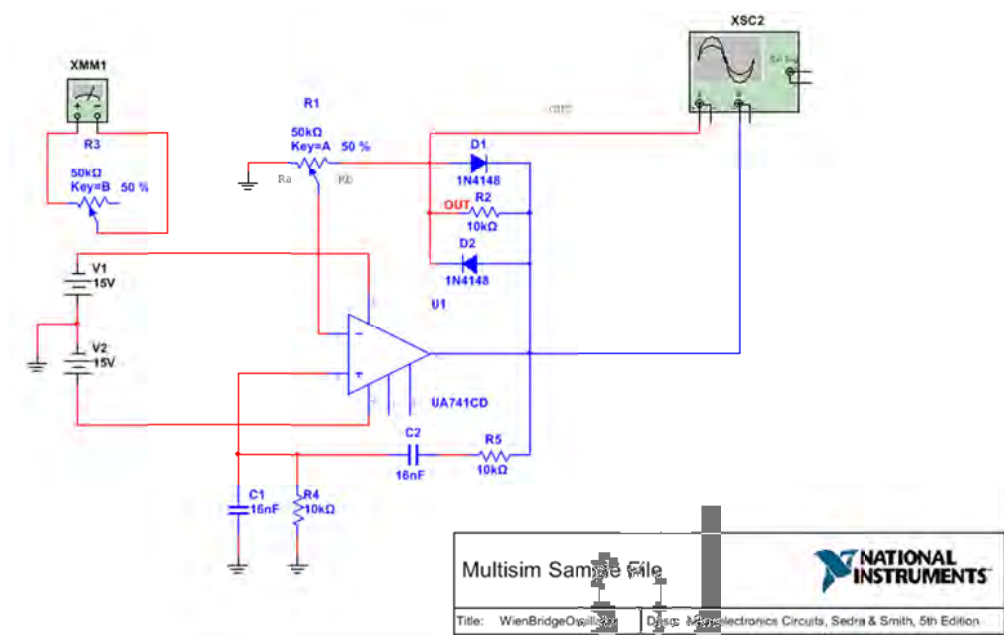 XSC2
XMM1
R1
50kΩ
Key=A 50 %
R3
50kΩ
Key=B 50 %
Ra
Rb
D1
1N4148
OUT
R2
10kΩ
D2
1N4148
V1
15V
U1
V2
15V
UA741CD
C2
16nF
R5
10kΩ
C1
16nF
R4
10kΩ
Multisim Sample File
NATIONAL
INSTRUMENTS
Title: WienBridgeOscillator
Desc: Microelectronics Circuits, Sedra & Smith, 5th Edition